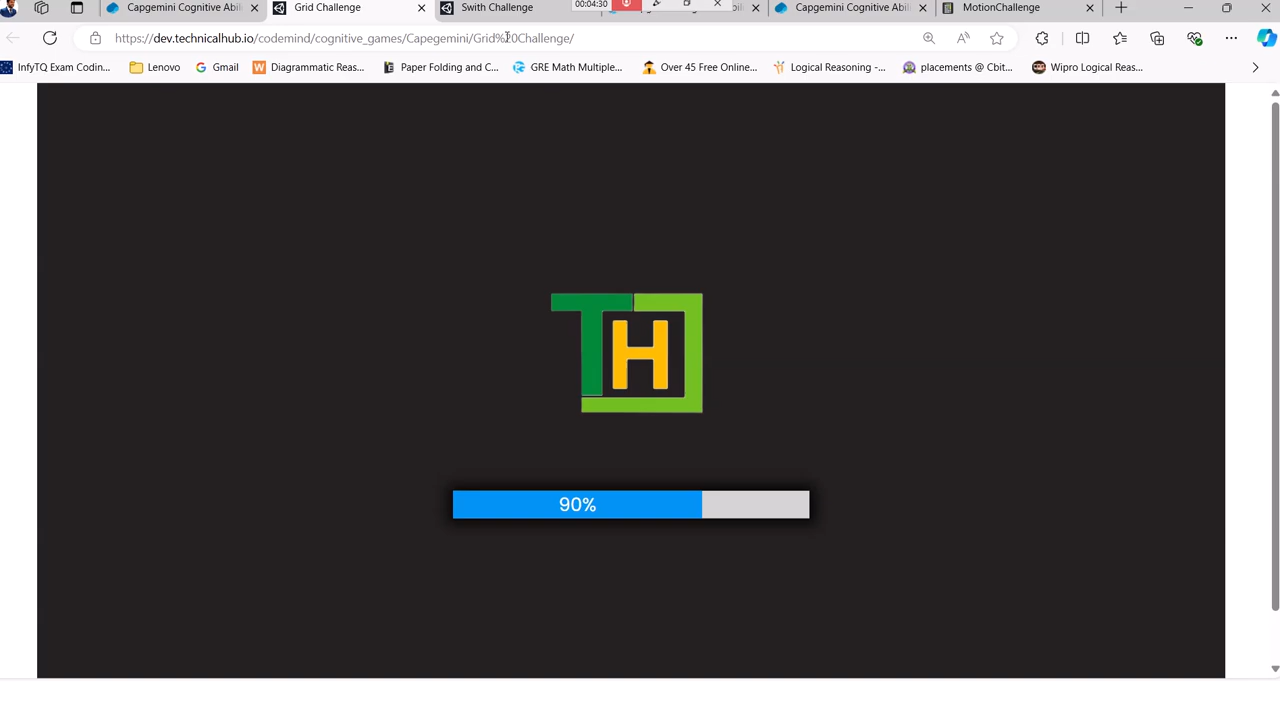 00:04:30
Capgemini Cognitive Abili
Grid Challenge
Swith Challenge
Capgemini Cognitive Abil
MotionChallenge
https://dev.technicalhub.io/codemind/cognitive_games/Capegemini/Grid%20Challenge/
InfyTQ Exam Codin...
Lenovo
Gmail
Diagrammatic Reas...
Paper Folding and C...
GRE Math Multiple...
Over 45 Free Online...
Logical Reasoning -...
placements @ Cbit...
Wipro Logical Reas...
TH
90%